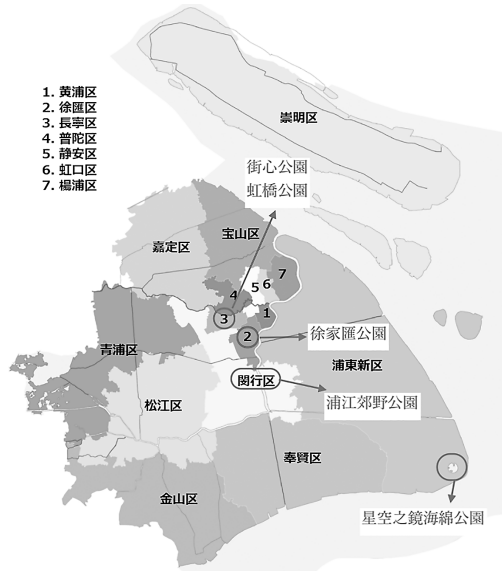 1. 黄浦区
2. 徐匯区
3. 長寧区
4. 普陀区
5. 静安区
6. 虹口区
7. 楊浦区
崇明区
街心公園
虹橋公園
宝山区
嘉定区
7
5
6
4
3
1
2
徐家匯公園
青浦区
浦東新区
閔行区
松江区
浦江郊野公園
奉賢区
金山区
星空之鏡海綿公園